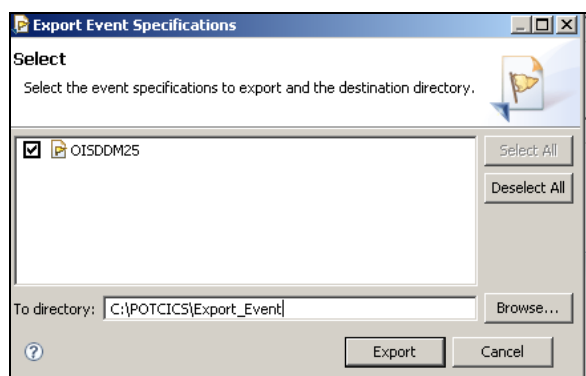 Export Event Specifications
Select
Select the event specifications to export and the destination directory.
OISDDM25
Select All
Deselect All
To directory: C:\POTCICS\Export_Event Browse...
Export Cancel